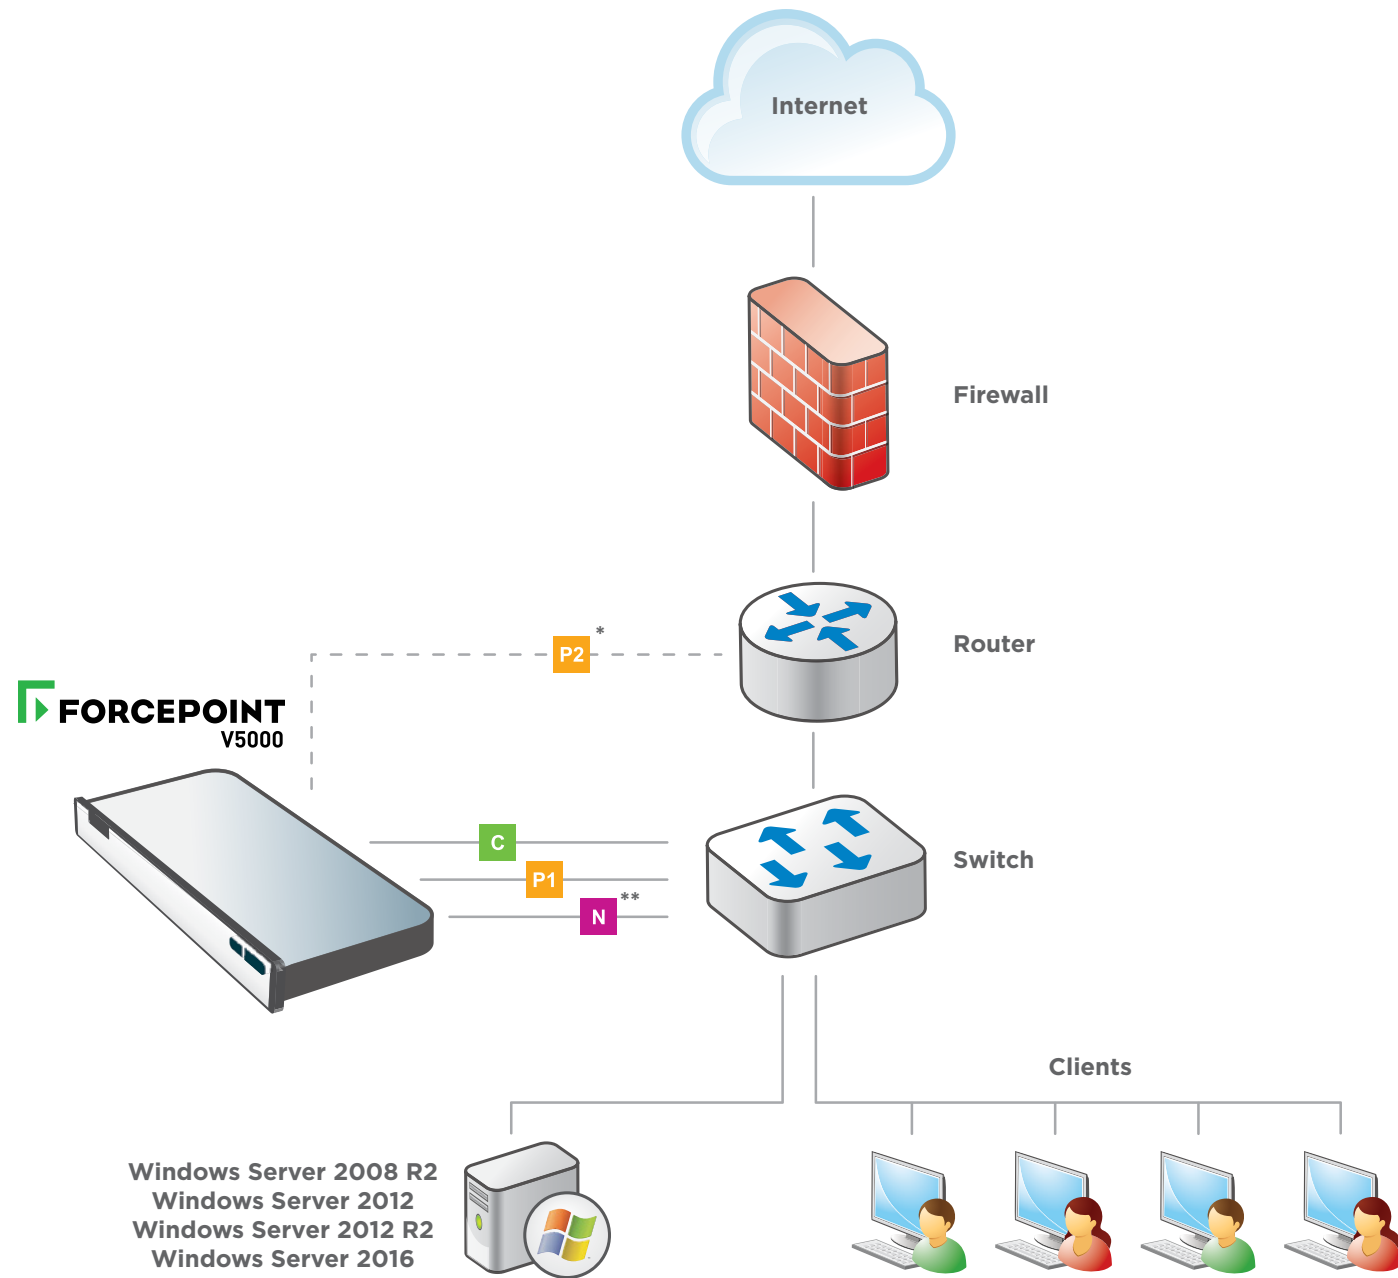 Internet
Firewall
P2 *
Router
FORCEPOINT
V5000
C
Switch
P1
N **
Clients
Windows Server 2008 R2
Windows Server 2012
Windows Server 2012 R2
Windows Server 2016